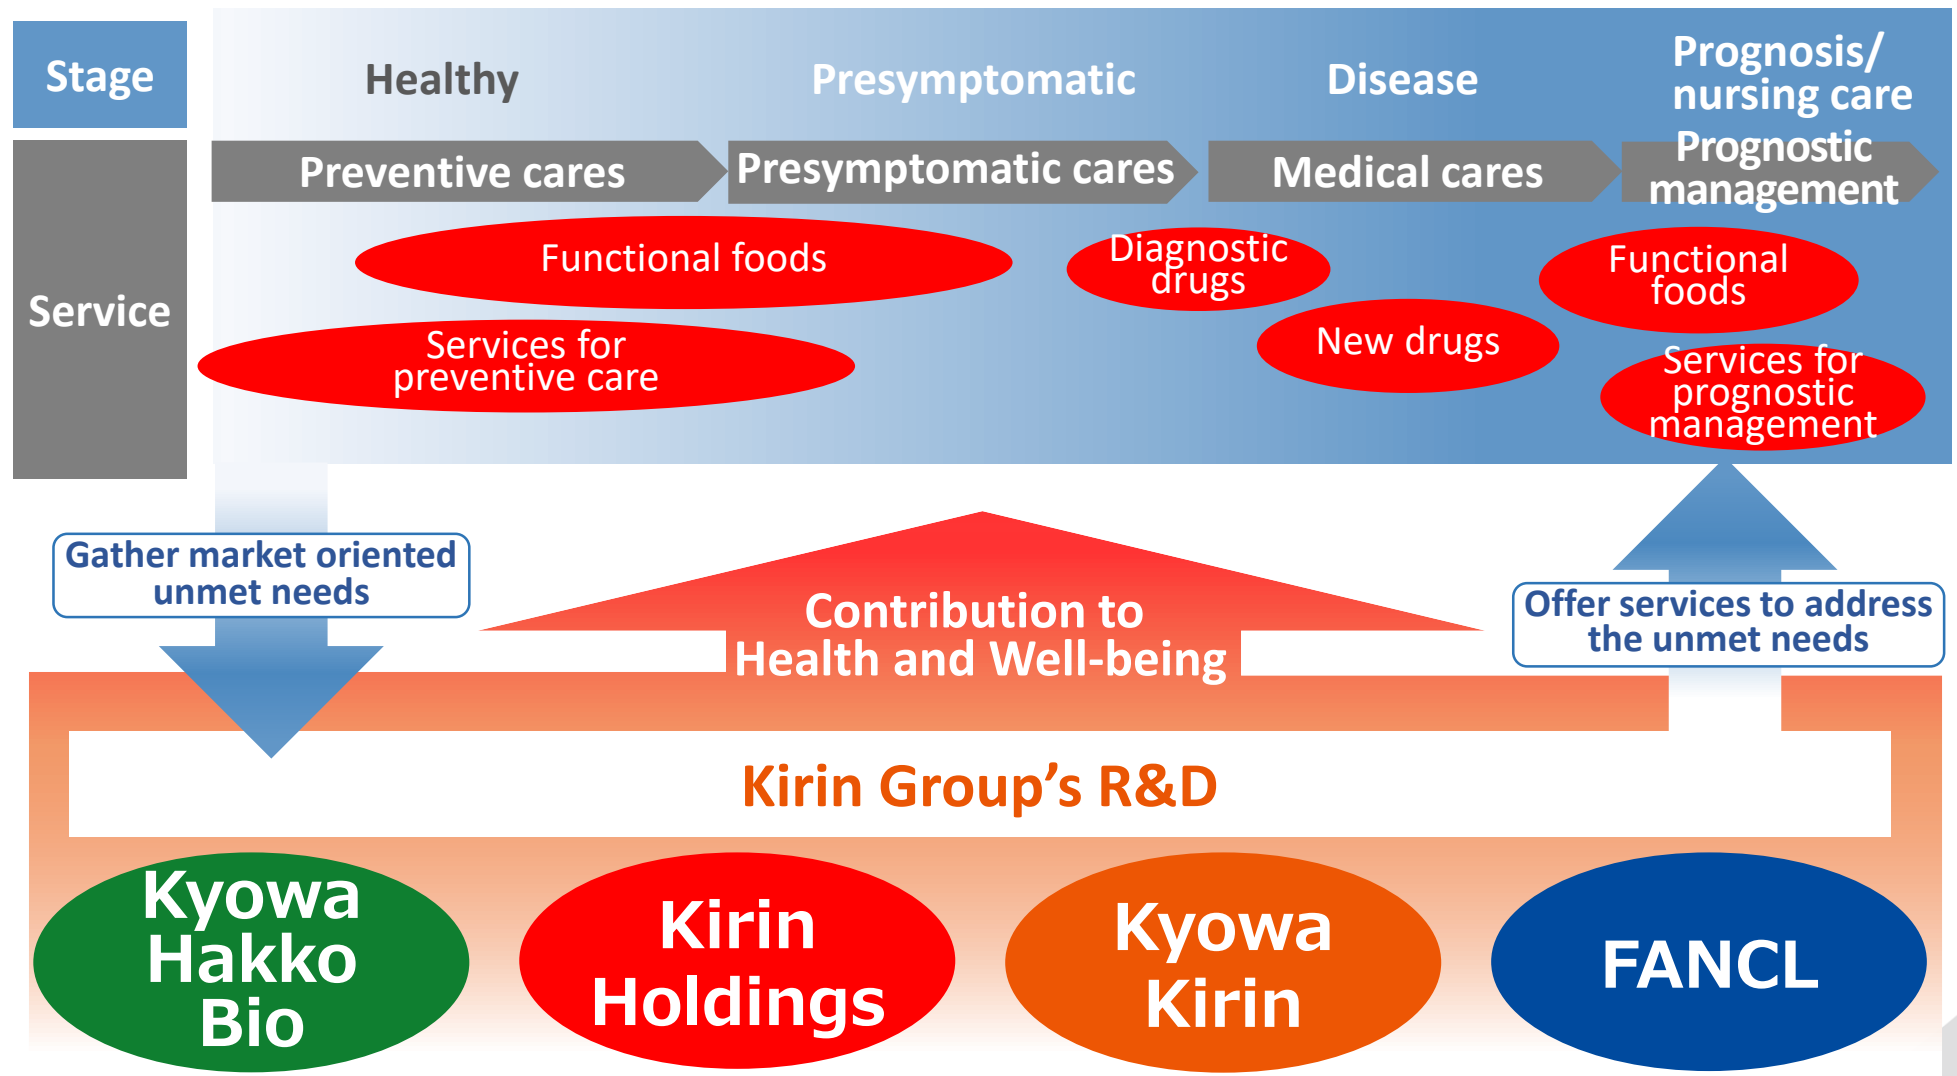 Stage
Healthy
Presymptomatic
Disease
Prognosis/
nursing care
Service
Preventive cares
Presymptomatic cares
Medical cares
Prognostic
management
Functional foods
Services for
preventive care
Diagnostic
drugs
New drugs
Functional
foods
Services for
prognostic
management
Gather market oriented
unmet needs
Contribution to
Health and Well-being
Offer services to address
the unmet needs
Kirin Group’s R&D
Kyowa
Hakko
Bio
Kirin
Holdings
Kyowa
Kirin
FANCL